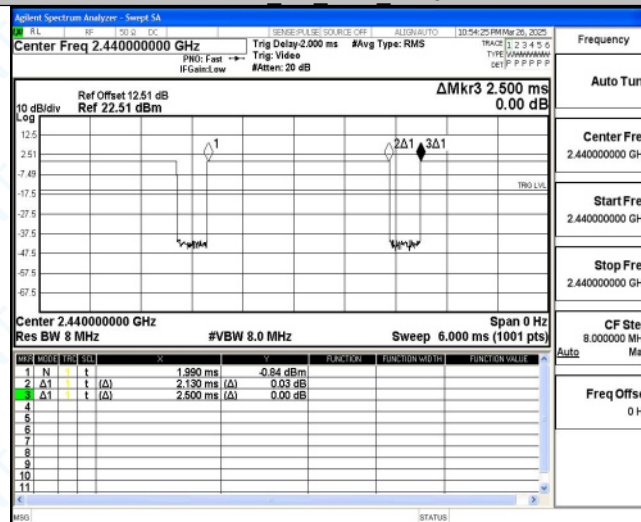 Agilent Spectrum Analyzer - Swept SA
RL RF 50 Ω DC SENSE:PULSE SOURCE OFF ALIGNAUTO 10:54:25 PM Mar 26, 2025
Center Freq 2.440000000 GHz
PNO: Fast
IFGain:Low
Trig Delay-2.000 ms
Trig: Video
#Atten: 20 dB
#Avg Type: RMS
TRACE 1 2 3 4 5 6
TYPE
DET P P P P P P
Frequency
Auto Tun
Center Fre
2.440000000 GH
Start Fre
2.440000000 GH
Stop Fre
2.440000000 GH
CF Ste
8.000000 MH
Auto Ma
Freq Offse
0 H
ΔMkr3 2.500 ms
0.00 dB
Ref Offset 12.51 dB
10 dB/div Ref 22.51 dBm
Log
12.5
2.51
-7.49
-17.5
-27.5
-37.5
-47.5
-57.5
-67.5
1
2Δ1
3Δ1
TRIG LVL
Center 2.440000000 GHz Span 0 Hz
Res BW 8 MHz #VBW 8.0 MHz Sweep 6.000 ms (1001 pts)
MKR MODE TRC SCL X Y FUNCTION FUNCTION WIDTH FUNCTION VALUE
1 N 1 t 1.990 ms -0.84 dBm
2 Δ1 1 t (Δ) 2.130 ms (Δ) 0.03 dB
3 Δ1 1 t (Δ) 2.500 ms (Δ) 0.00 dB
4
5
6
7
8
9
10
11
MSG STATUS